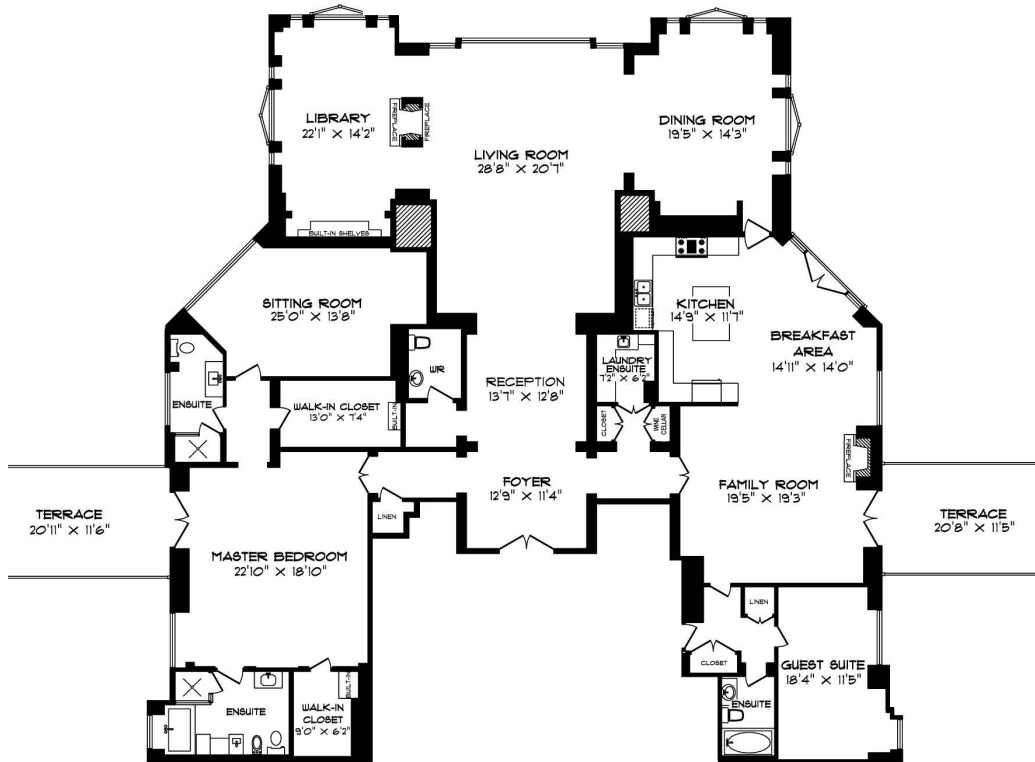 LIBRARY
22'1" X 14'2"
FIREPLACE
FIREPLACE
DINING ROOM
19'5" X 14'3"
LIVING ROOM
28'8" X 20'7"
BUILT-IN SHELVES
SITTING ROOM
25'0" X 13'8"
KITCHEN
14'9" X 11'7"
BREAKFAST
AREA
14'11" X 14'0"
WR
LAUNDRY
ENSUITE
7'2" X 6'2"
RECEPTION
13'7" X 12'8"
ENSUITE
WALK-IN CLOSET
13'0" X 7'4"
BUILT-IN
CLOSET
WINE
CELLAR
FIREPLACE
FOYER
12'9" X 11'4"
FAMILY ROOM
19'5" X 19'3"
TERRACE
20'11" X 11'6"
LINEN
TERRACE
20'8" X 11'5"
MASTER BEDROOM
22'10" X 18'10"
LINEN
CLOSET
GUEST SUITE
18'4" X 11'5"
ENSUITE
WALK-IN
CLOSET
9'0" X 6'2"
BUILT-IN
ENSUITE